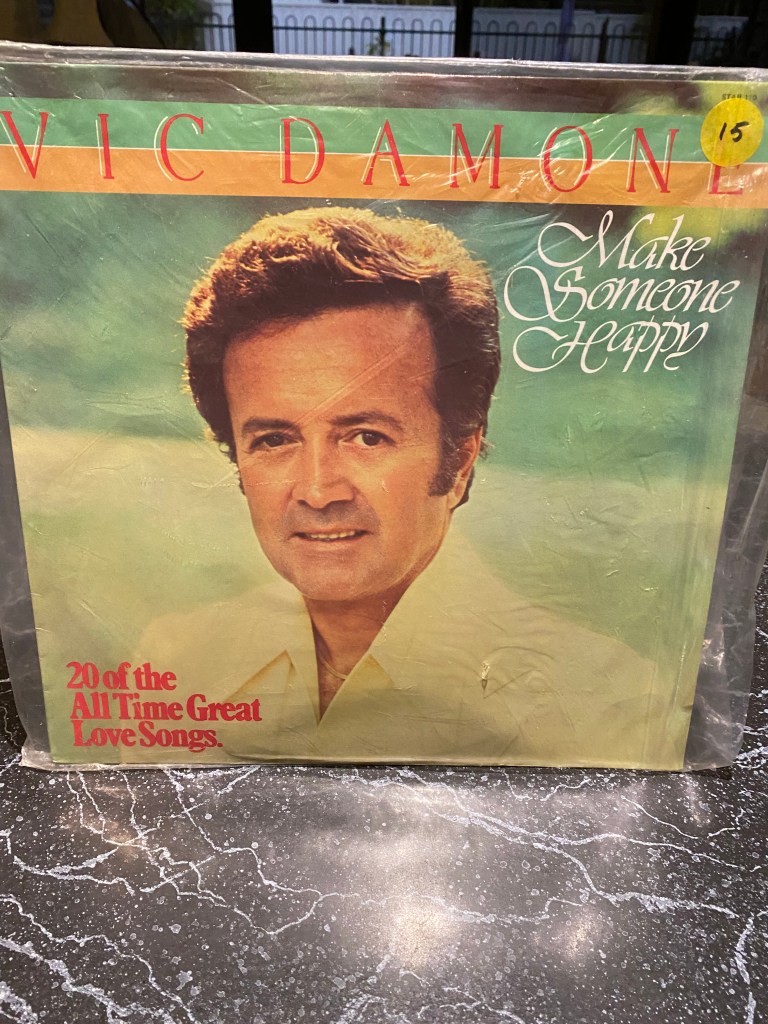 VIC DAMONE
15
Make
Someone
Happy
20 of the
All Time Great
Love Songs.